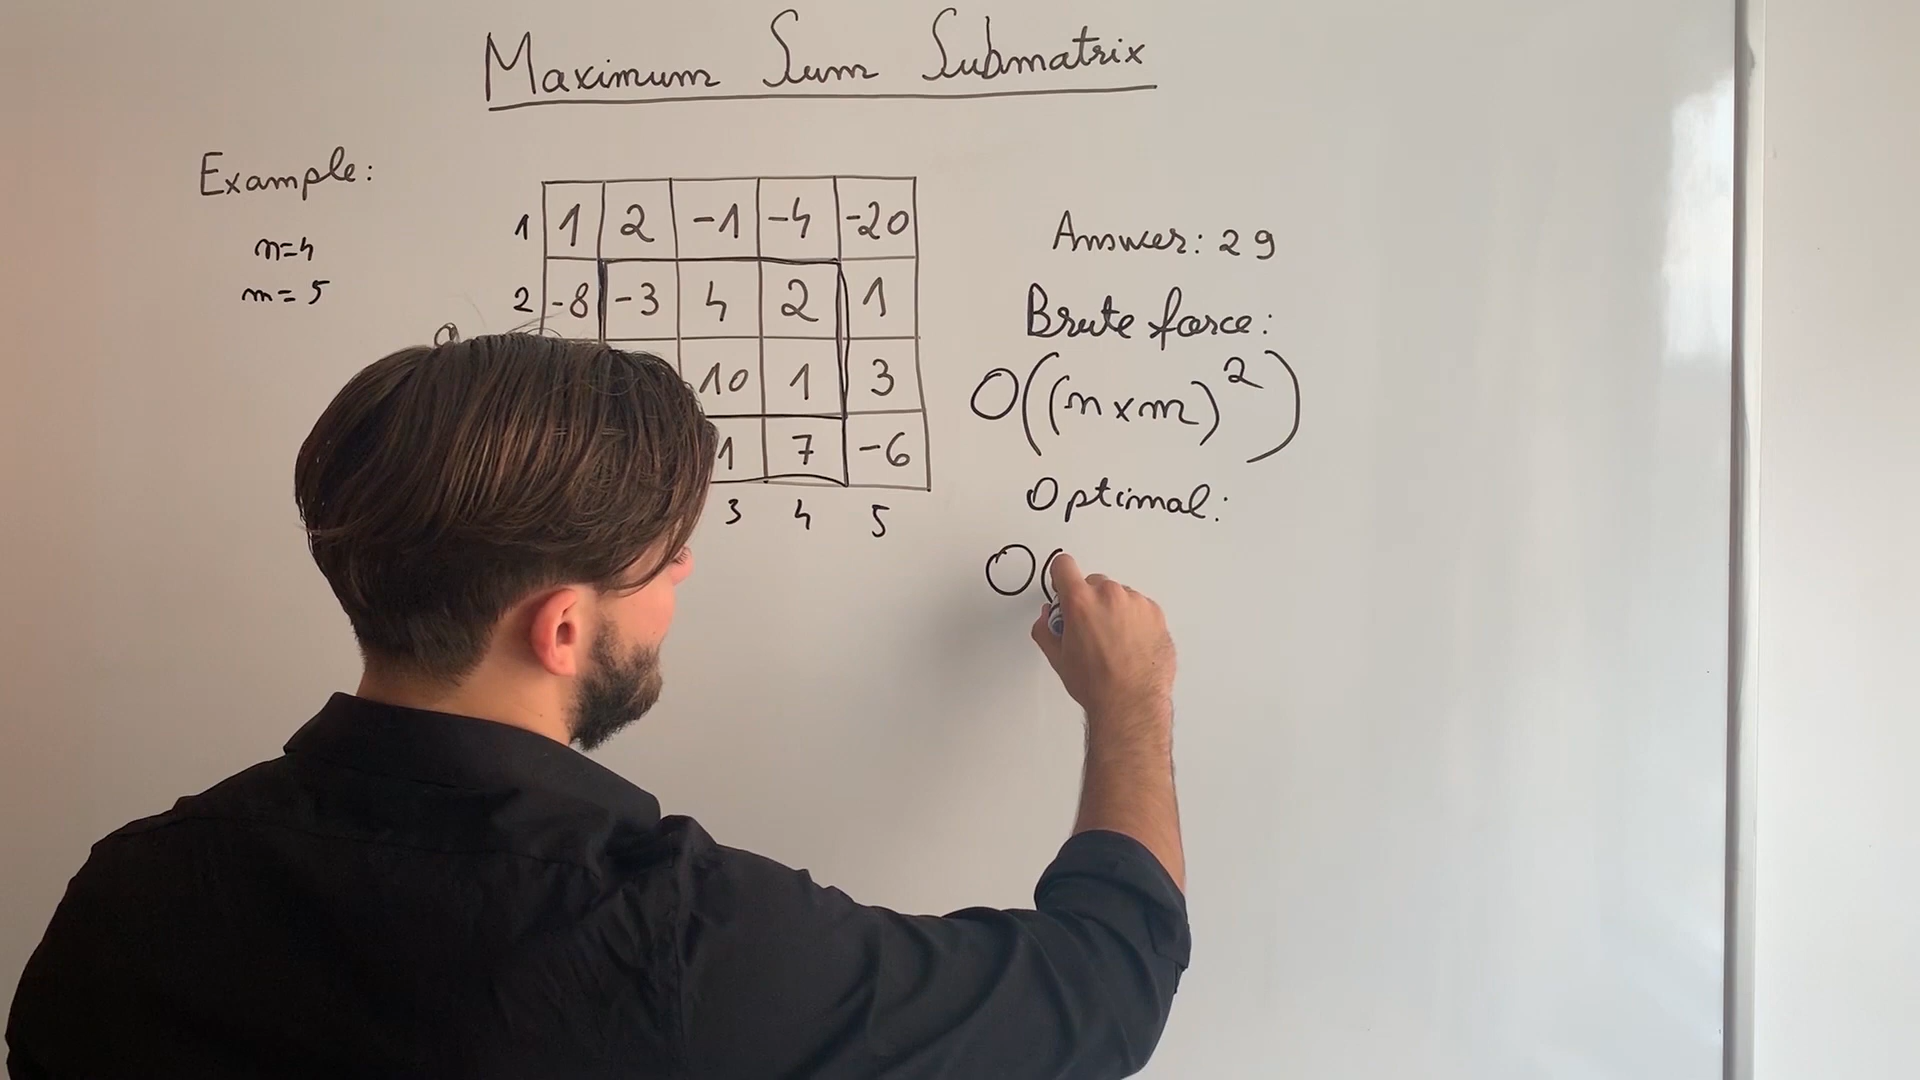 Maximum Sum Submatrix
Example:
n=4
m=5
1 1 2 -1 -4 -20
2 -8 -3 4 2 1
10 1 3
1 7 -6
3 4 5
Answer: 29
Brute force:
O((n×m)²)
Optimal:
O(